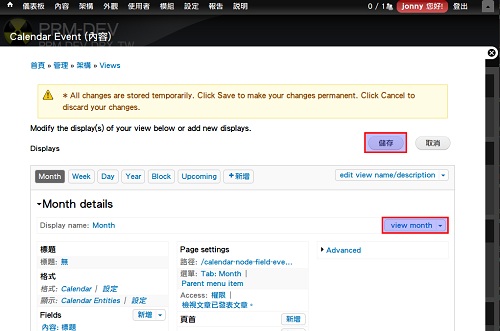 儀表板 內容 架構 外觀 使用者 模組 設定 報告 說明 0 / 1 jonny 您好! 登出
PPM-DEV
Calendar Event (內容)
首頁 » 管理 » 架構 » Views
* All changes are stored temporarily. Click Save to make your changes permanent. Click Cancel to
discard your changes.
Modify the display(s) of your view below or add new displays.
Displays 儲存 取消
Month Week Day Year Block Upcoming +新增 edit view name/description
Month details
Display name: Month view month
標題 Page settings Advanced
標題: 無 路徑: /calendar-node-field-eve...
格式 選單: Tab: Month |
格式: Calendar | 設定 Parent menu item
顯示: Calendar Entities | 設定 Access: 權限 |
Fields 新增 檢視文章已發表文章。
內容: 標題 頁首 新增